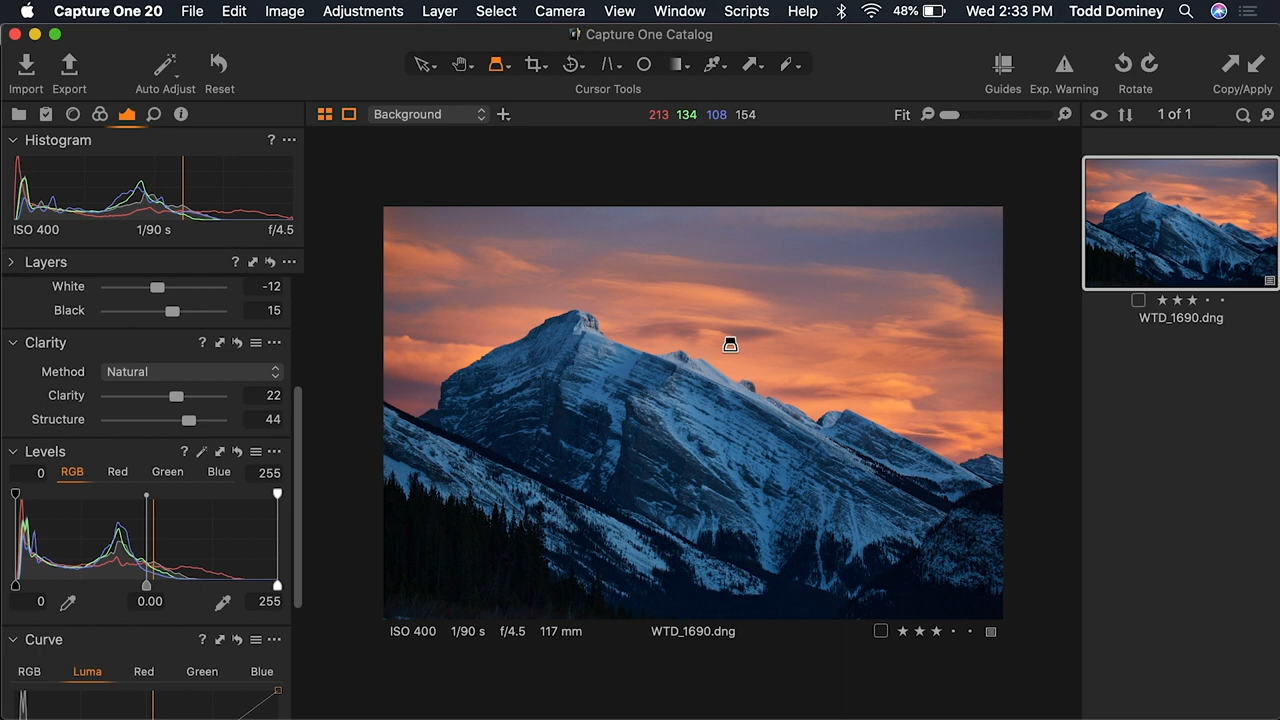 Capture One 20 File Edit Image Adjustments Layer Select Camera View Window Scripts Help 48% Wed 2:33 PM Todd Dominey
Capture One Catalog
Import Export Auto Adjust Reset Cursor Tools Guides Exp. Warning Rotate Copy/Apply
Background 213 134 108 154 Fit 1 of 1
Histogram ?
ISO 400 1/90 s f/4.5
Layers ?
White -12
Black 15
Clarity ?
Method Natural
Clarity 22
Structure 44
Levels ?
0 RGB Red Green Blue 255
0 0.00 255
Curve ?
RGB Luma Red Green Blue
ISO 400 1/90 s f/4.5 117 mm WTD_1690.dng
WTD_1690.dng